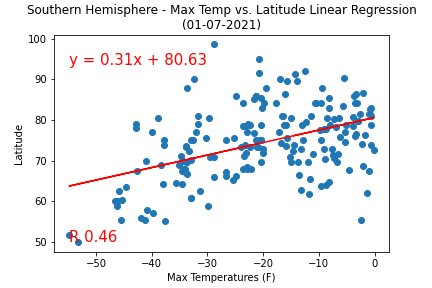 Southern Hemisphere - Max Temp vs. Latitude Linear Regression
(01-07-2021)
100
y = 0.31x + 80.63
90
80
Latitude
70
60
R 0.46
50
−50 −40 −30 −20 −10 0
Max Temperatures (F)